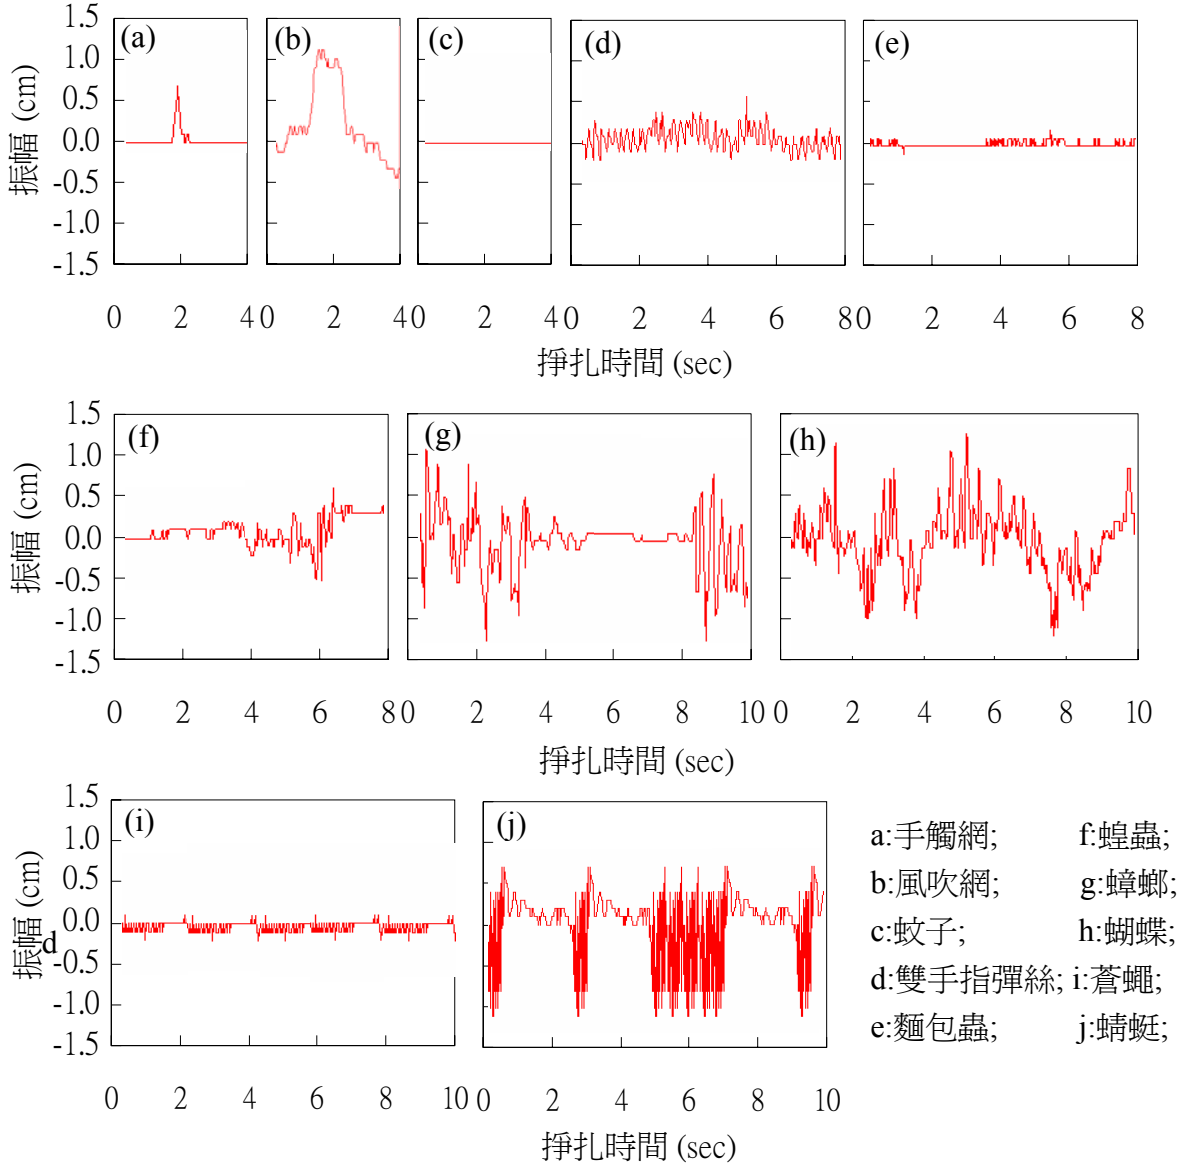 (a) (b) (c) (d) (e)
1.5
1.0
0.5
0.0
-0.5
-1.0
-1.5
振幅 (cm)
0 2 4 0 2 4 0 2 4 0 2 4 6 8 0 2 4 6 8
掙扎時間 (sec)
(f) (g) (h)
1.5
1.0
0.5
0.0
-0.5
-1.0
-1.5
振幅 (cm)
0 2 4 6 8 0 2 4 6 8 10 0 2 4 6 8 10
掙扎時間 (sec)
(i) (j)
1.5
1.0
0.5
0.0
-0.5
-1.0
-1.5
振幅 (cm)
d
0 2 4 6 8 10 0 2 4 6 8 10
掙扎時間 (sec)
a:手觸網; f:蝗蟲;
b:風吹網; g:蟑螂;
c:蚊子; h:蝴蝶;
d:雙手指彈絲; i:蒼蠅;
e:麵包蟲; j:蜻蜓;